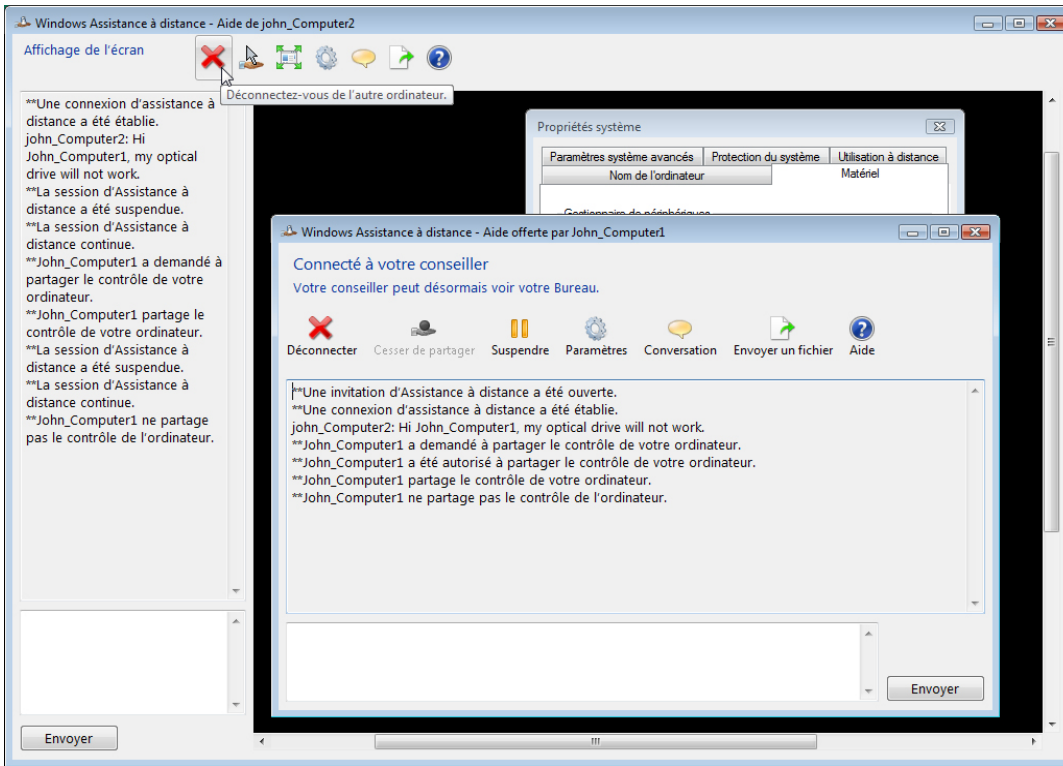 Windows Assistance à distance - Aide de john_Computer2
Affichage de l'écran
Déconnectez-vous de l'autre ordinateur.
**Une connexion d'assistance à
distance a été établie.
john_Computer2: Hi
John_Computer1, my optical
drive will not work.
**La session d'Assistance à
distance a été suspendue.
**La session d'Assistance à
distance continue.
**John_Computer1 a demandé à
partager le contrôle de votre
ordinateur.
**John_Computer1 partage le
contrôle de votre ordinateur.
**La session d'Assistance à
distance a été suspendue.
**La session d'Assistance à
distance continue.
**John_Computer1 ne partage
pas le contrôle de l'ordinateur.
Envoyer
Propriétés système
Paramètres système avancés Protection du système Utilisation à distance
Nom de l'ordinateur Matériel
Gestionnaire de périphériques
Windows Assistance à distance - Aide offerte par John_Computer1
Connecté à votre conseiller
Votre conseiller peut désormais voir votre Bureau.
Déconnecter Cesser de partager Suspendre Paramètres Conversation Envoyer un fichier Aide
**Une invitation d'Assistance à distance a été ouverte.
**Une connexion d'assistance à distance a été établie.
john_Computer2: Hi John_Computer1, my optical drive will not work.
**John_Computer1 a demandé à partager le contrôle de votre ordinateur.
**John_Computer1 a été autorisé à partager le contrôle de votre ordinateur.
**John_Computer1 partage le contrôle de votre ordinateur.
**John_Computer1 ne partage pas le contrôle de l'ordinateur.
Envoyer